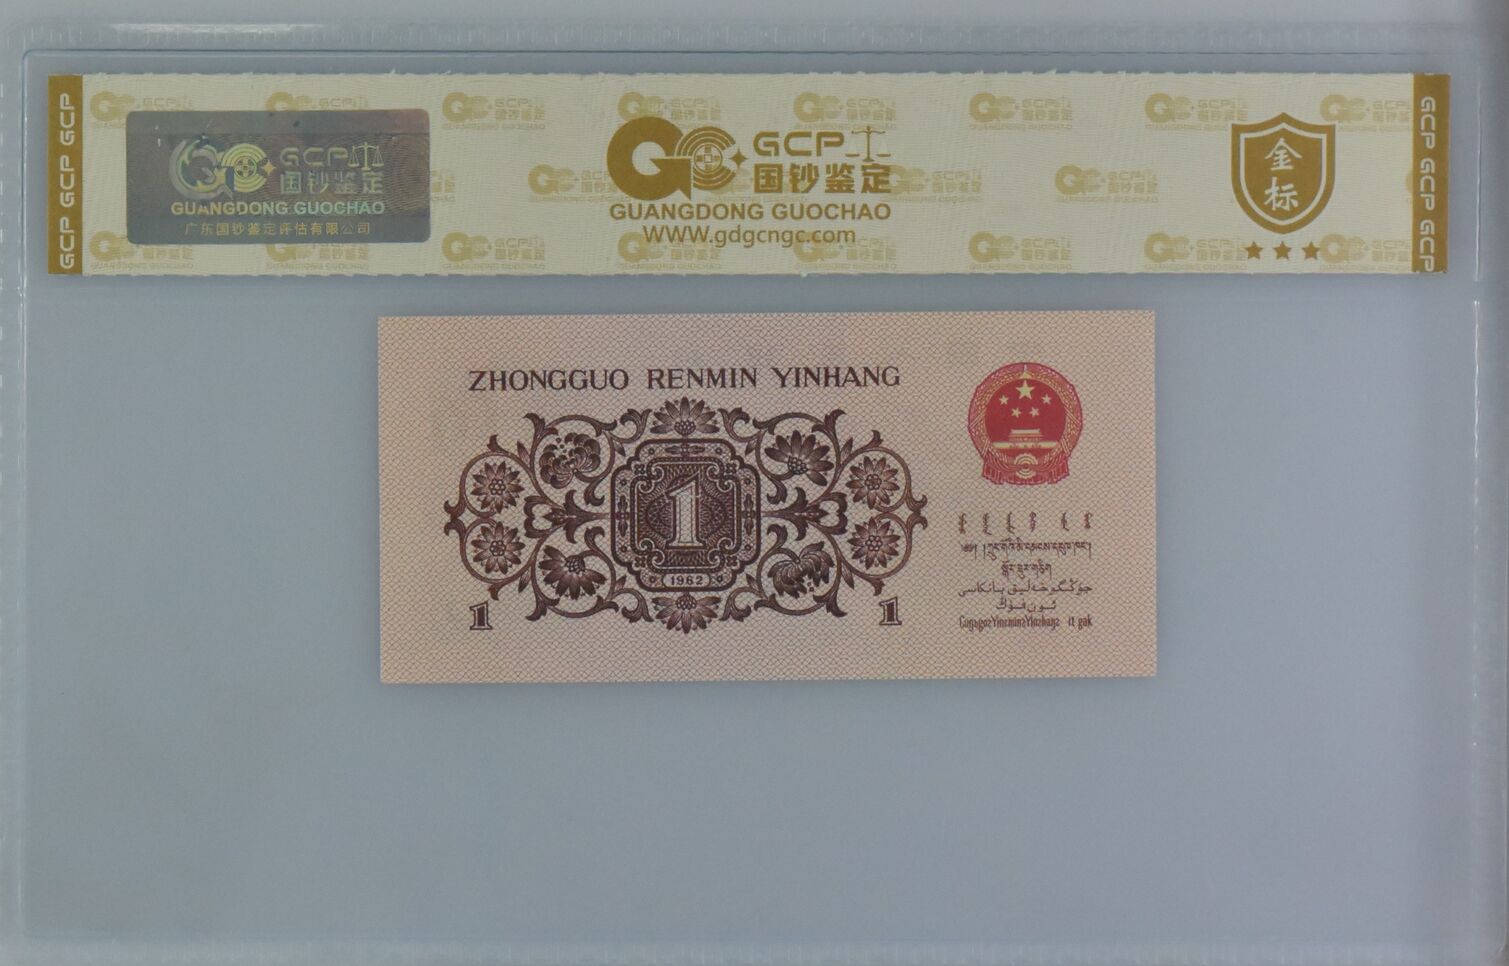 GCP GCP GCP
GCP
国钞鉴定
GUANGDONG GUOCHAO
广东国钞鉴定评估有限公司
GCP
国钞鉴定
GUANGDONG GUOCHAO
WWW.gdgcngc.com
金
标
GCP GCP GCP
ZHONGGUO RENMIN YINHANG
1
1962
1
1
جۇڭگوخەلىق بانكاسى